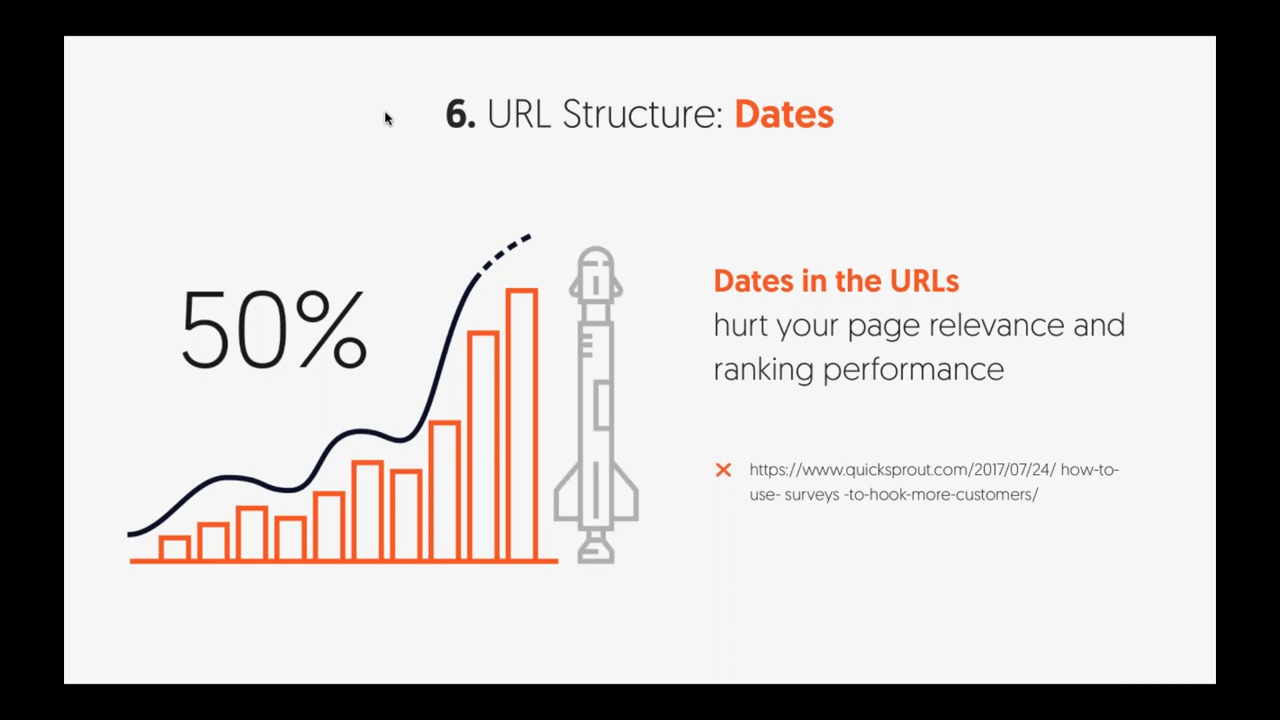 6. URL Structure: Dates
50%
Dates in the URLs
hurt your page relevance and
ranking performance
https://www.quicksprout.com/2017/07/24/ how-to-
use- surveys -to-hook-more-customers/